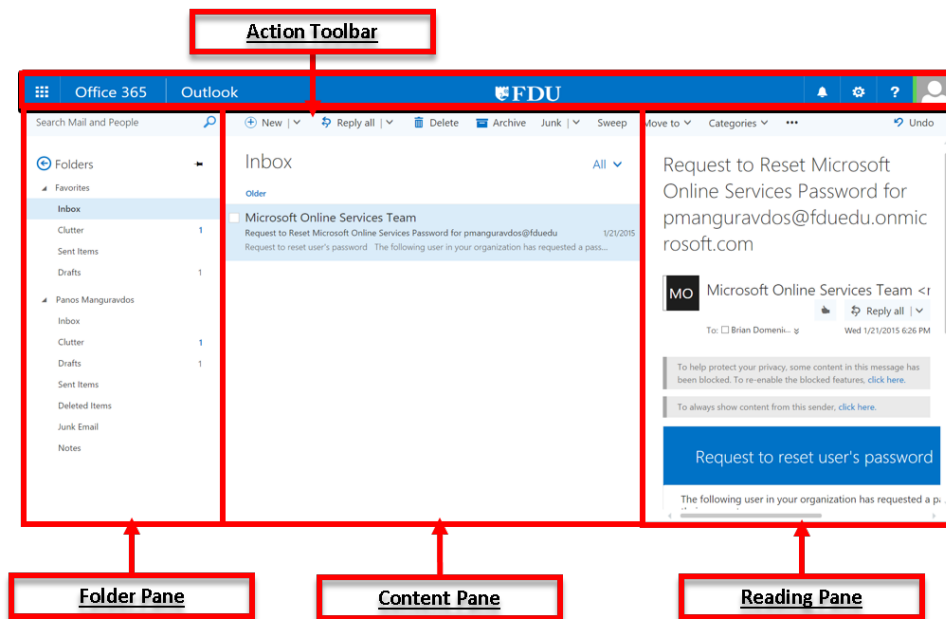 Action Toolbar
Office 365 Outlook FDU ?
Search Mail and People
New | Reply all | Delete Archive Junk | Sweep Move to Categories ••• Undo
Folders
Favorites
Inbox
Clutter 1
Sent Items
Drafts 1
Panos Manguravdos
Inbox
Clutter 1
Drafts 1
Sent Items
Deleted Items
Junk Email
Notes
Inbox All
Older
Microsoft Online Services Team
Request to Reset Microsoft Online Services Password for pmanguravdos@fduedu 1/21/2015
Request to reset user's password The following user in your organization has requested a pass...
Request to Reset Microsoft
Online Services Password for
pmanguravdos@fduedu.onmic
rosoft.com
MO Microsoft Online Services Team <r
Reply all |
To: Brian Domeni... Wed 1/21/2015 6:26 PM
To help protect your privacy, some content in this message has
been blocked. To re-enable the blocked features, click here.
To always show content from this sender, click here.
Request to reset user's password
The following user in your organization has requested a
Folder Pane
Content Pane
Reading Pane